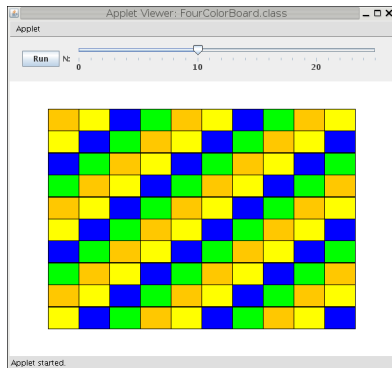 Applet Viewer: FourColorBoard.class
Applet
Run N:
0 10 20
Applet started.